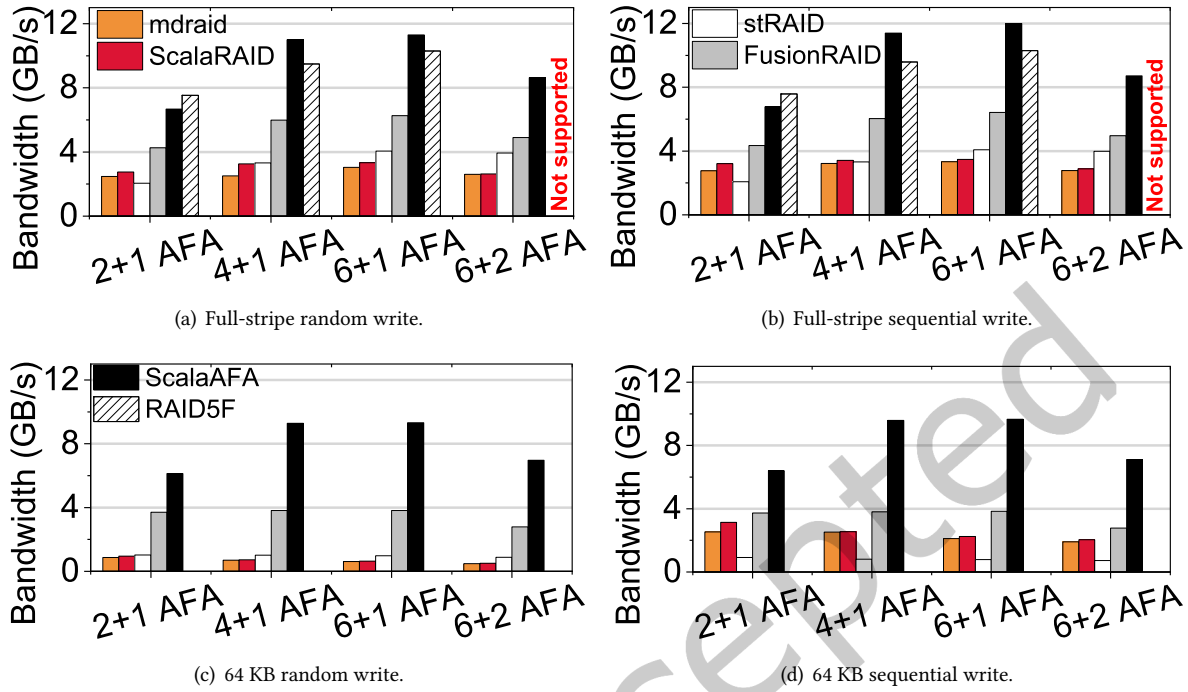 Bandwidth (GB/s)
12
8
4
0
mdraid
ScalaRAID
Not supported
2+1 AFA
4+1 AFA
6+1 AFA
6+2 AFA
(a) Full-stripe random write.
Bandwidth (GB/s)
12
8
4
0
stRAID
FusionRAID
Not supported
2+1 AFA
4+1 AFA
6+1 AFA
6+2 AFA
(b) Full-stripe sequential write.
Bandwidth (GB/s)
12
8
4
0
ScalaAFA
RAID5F
2+1 AFA
4+1 AFA
6+1 AFA
6+2 AFA
(c) 64 KB random write.
Bandwidth (GB/s)
12
8
4
0
2+1 AFA
4+1 AFA
6+1 AFA
6+2 AFA
(d) 64 KB sequential write.
cepted